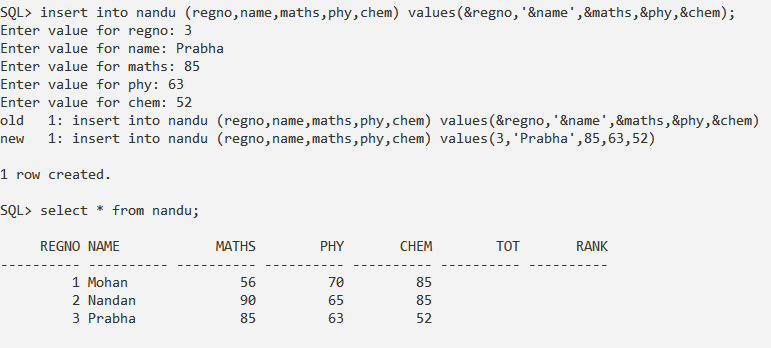 SQL> insert into nandu (regno,name,maths,phy,chem) values(&regno,'&name',&maths,&phy,&chem);
Enter value for regno: 3
Enter value for name: Prabha
Enter value for maths: 85
Enter value for phy: 63
Enter value for chem: 52
old   1: insert into nandu (regno,name,maths,phy,chem) values(&regno,'&name',&maths,&phy,&chem)
new   1: insert into nandu (regno,name,maths,phy,chem) values(3,'Prabha',85,63,52)
1 row created.
SQL> select * from nandu;
     REGNO NAME            MATHS        PHY       CHEM        TOT       RANK
---------- ---------- ---------- ---------- ---------- ---------- ----------
         1 Mohan              56         70         85
         2 Nandan             90         65         85
         3 Prabha             85         63         52